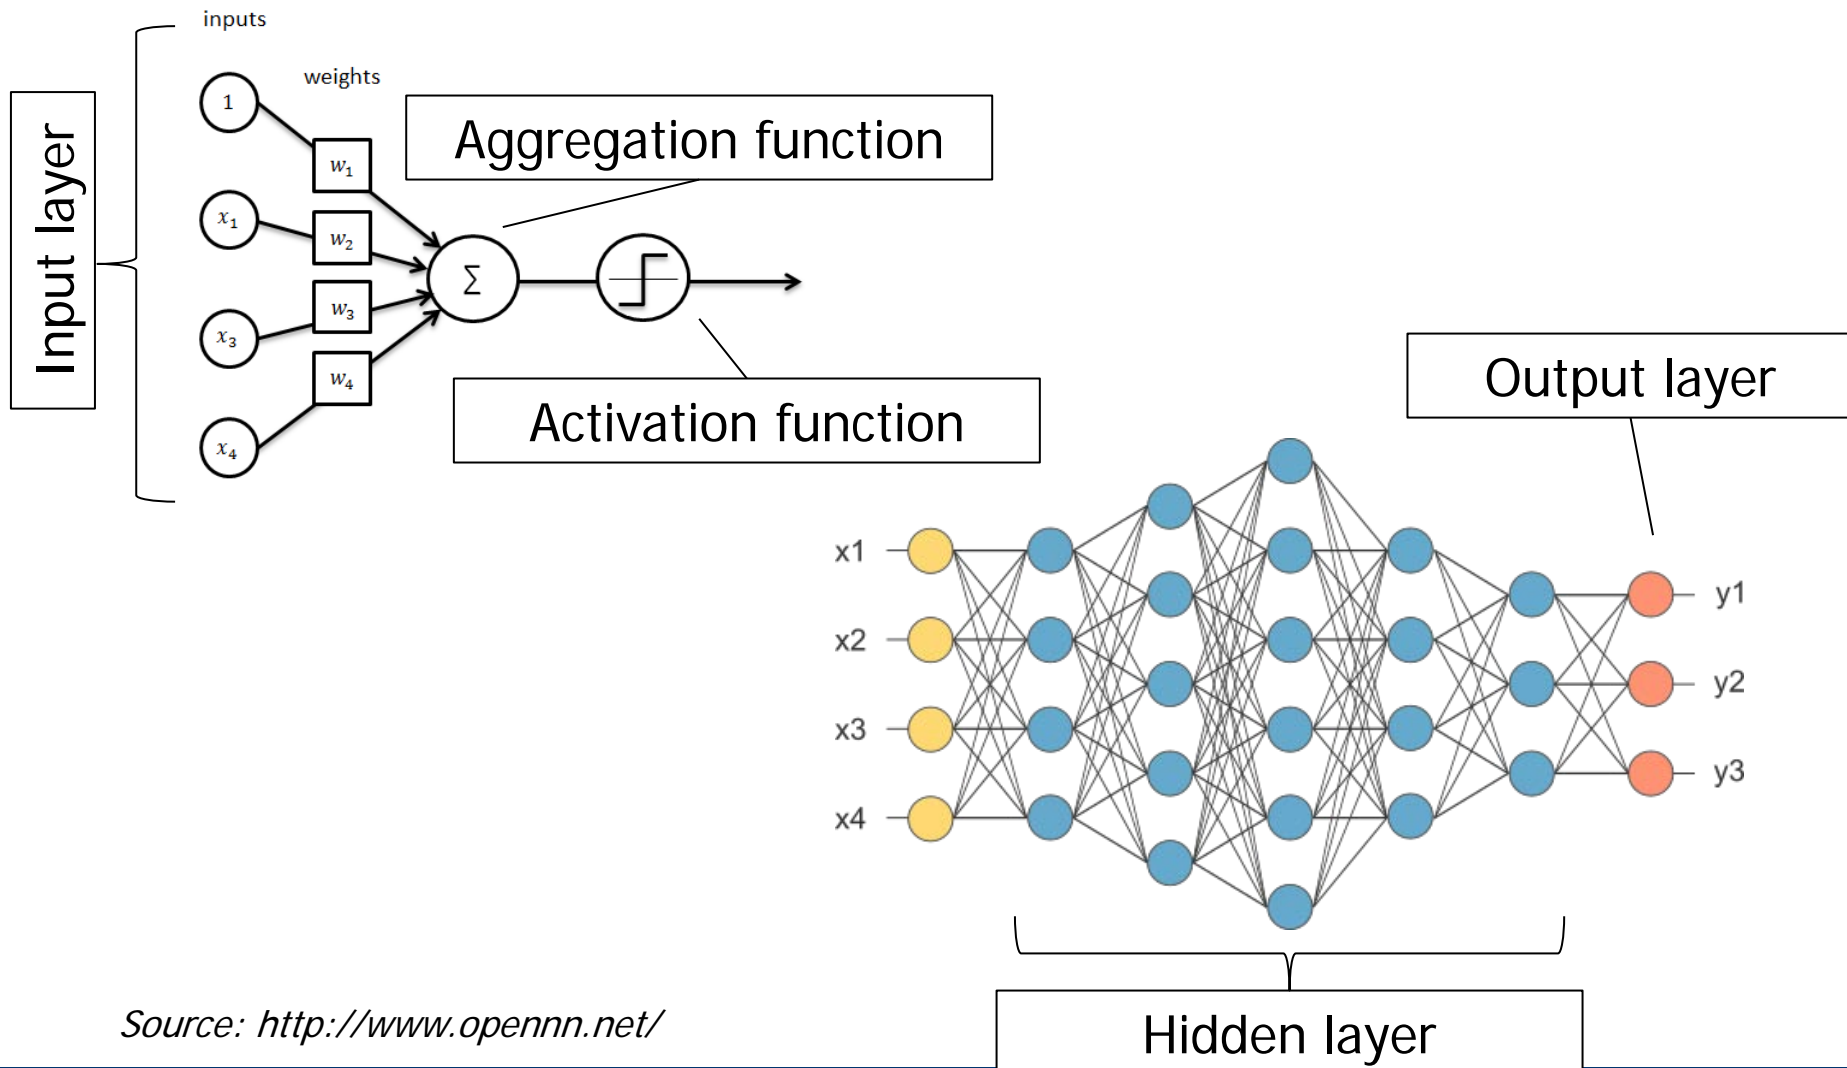 inputs
weights
Input layer
1
x₁
x₃
x₄
w₁
w₂
w₃
w₄
Aggregation function
Σ
Activation function
Output layer
x1
x2
x3
x4
y1
y2
y3
Hidden layer
Source: http://www.opennn.net/